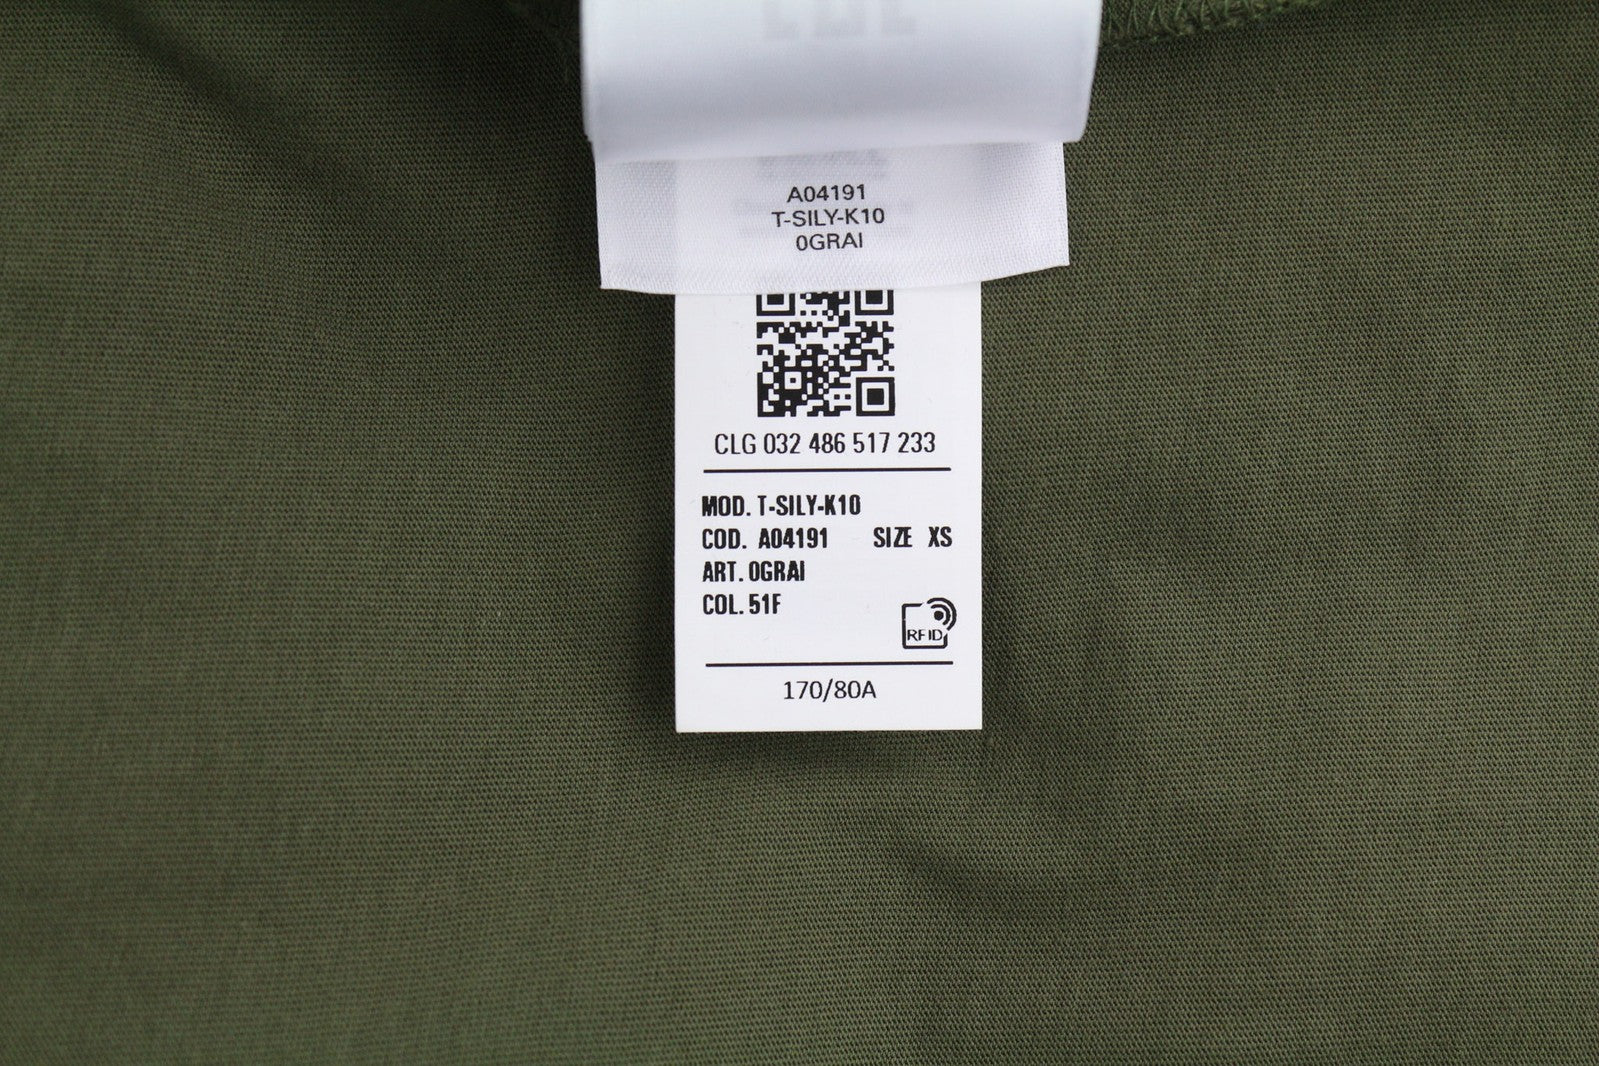 A04191
T-SILY-K10
0GRAI
CLG 032 486 517 233
MOD. T-SILY-K10
COD. A04191 SIZE XS
ART. 0GRAI
COL. 51F
RFID
170/80A